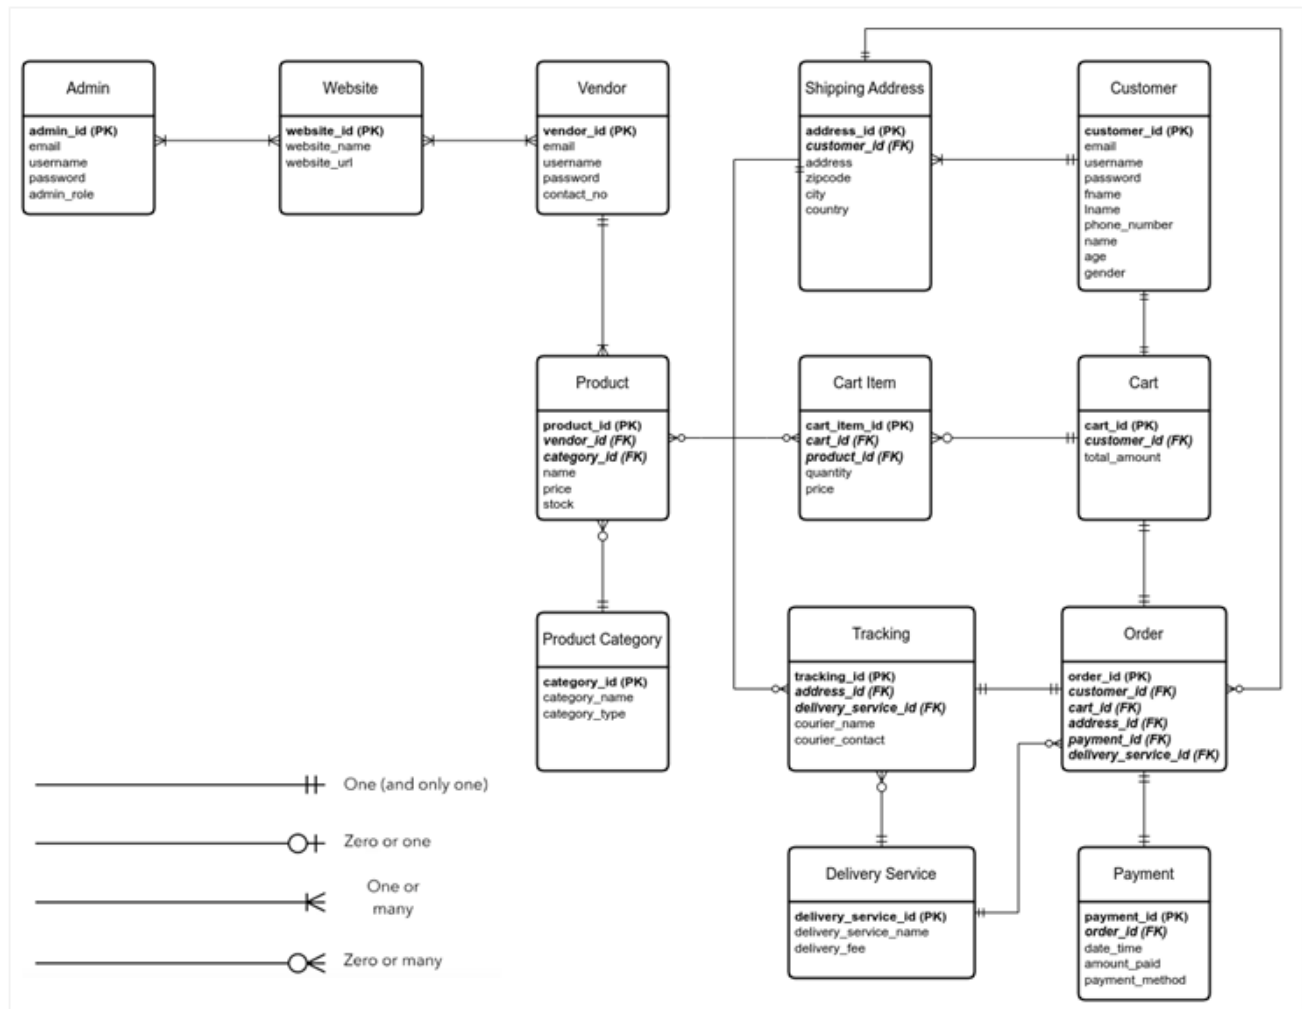 Admin
admin_id (PK)
email
username
password
admin_role
Website
website_id (PK)
website_name
website_url
Vendor
vendor_id (PK)
email
username
password
contact_no
Shipping Address
address_id (PK)
customer_id (FK)
address
zipcode
city
country
Customer
customer_id (PK)
email
username
password
fname
lname
phone_number
name
age
gender
Product
product_id (PK)
vendor_id (FK)
category_id (FK)
name
price
stock
Cart Item
cart_item_id (PK)
cart_id (FK)
product_id (FK)
quantity
price
Cart
cart_id (PK)
customer_id (FK)
total_amount
Product Category
category_id (PK)
category_name
category_type
Tracking
tracking_id (PK)
address_id (FK)
delivery_service_id (FK)
courier_name
courier_contact
Order
order_id (PK)
customer_id (FK)
cart_id (FK)
address_id (FK)
payment_id (FK)
delivery_service_id (FK)
Delivery Service
delivery_service_id (PK)
delivery_service_name
delivery_fee
Payment
payment_id (PK)
order_id (FK)
date_time
amount_paid
payment_method
One (and only one)
Zero or one
One or
many
Zero or many